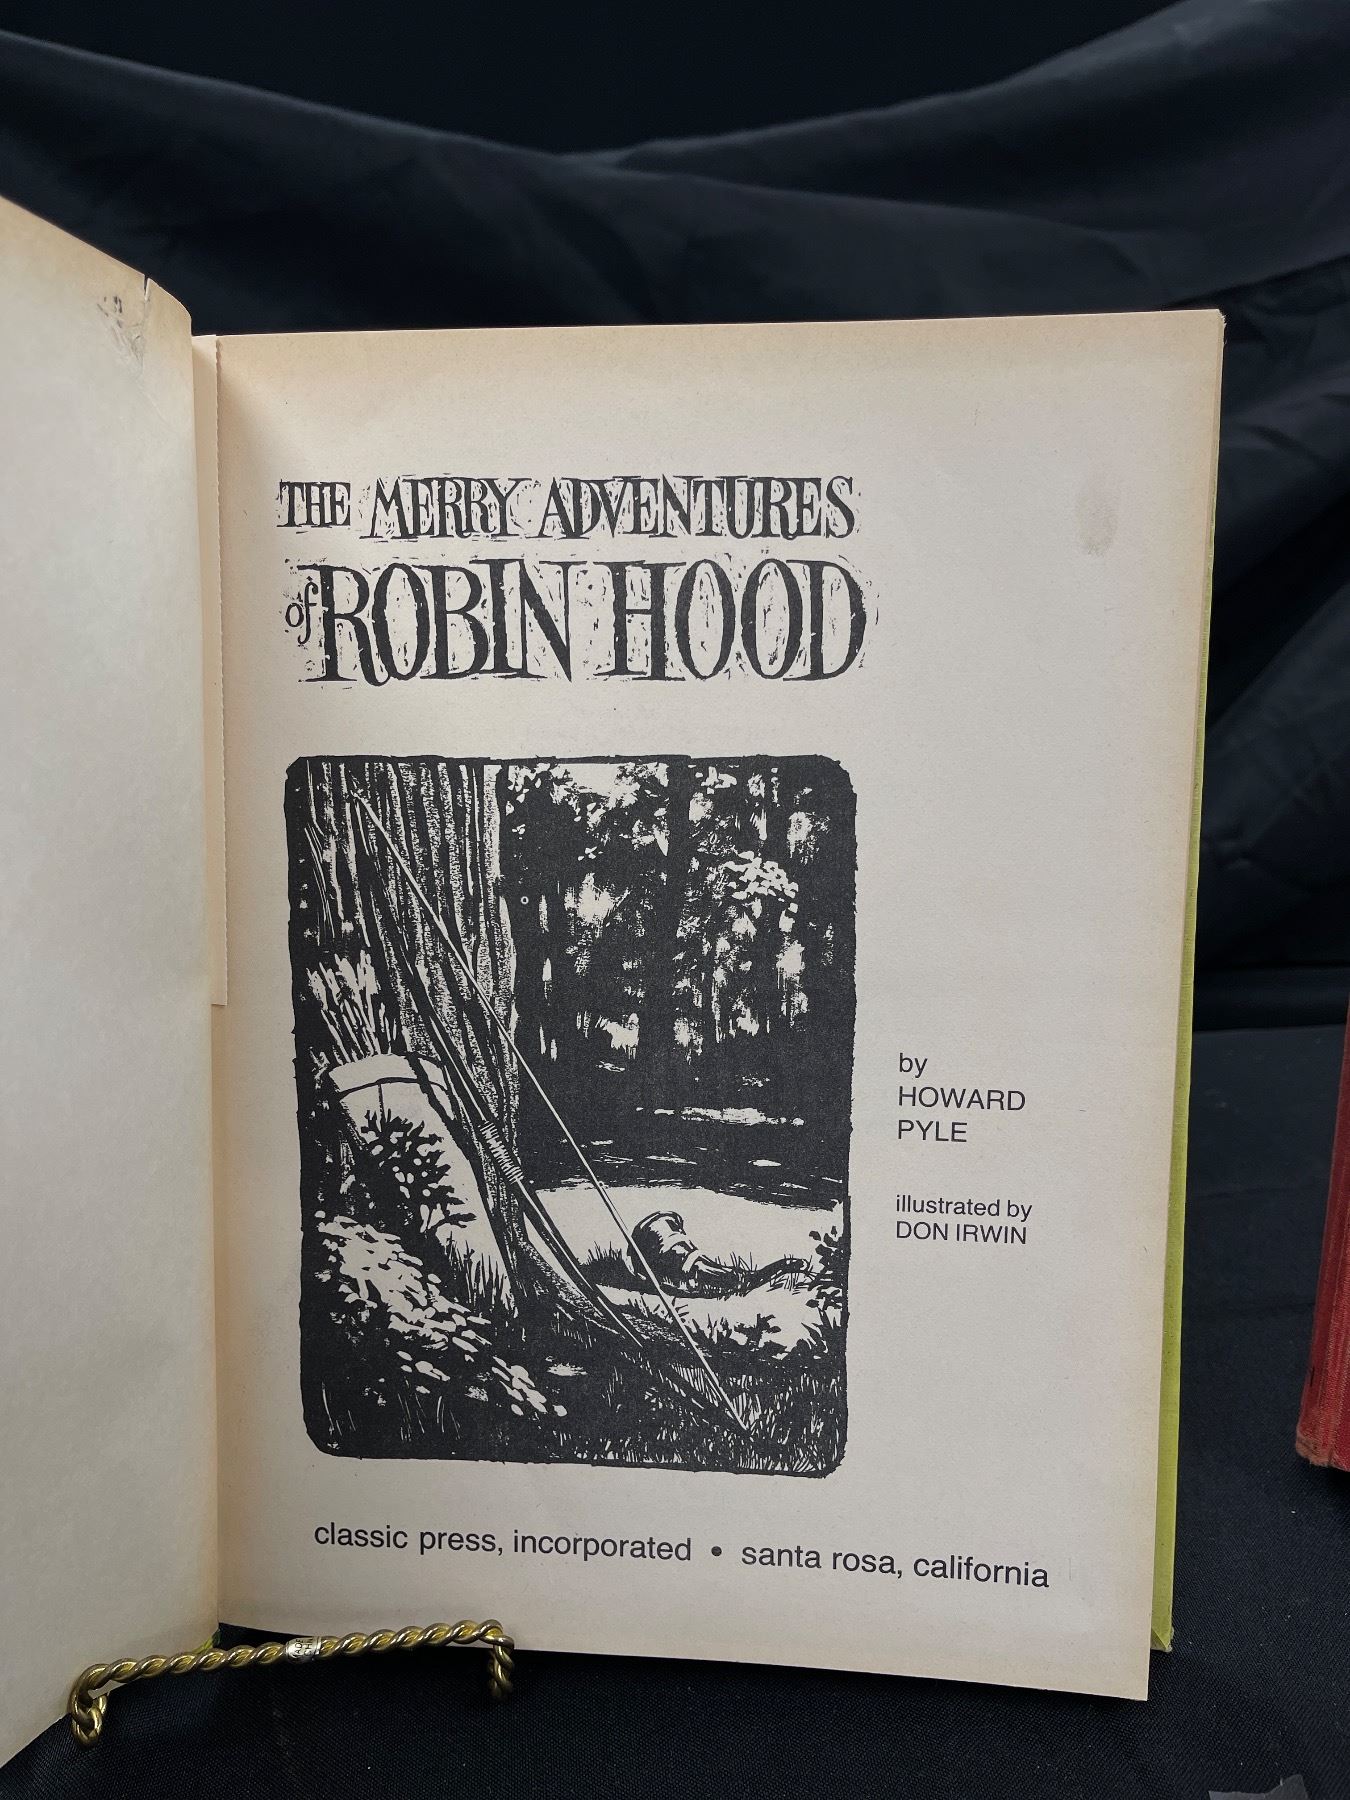 THE MERRY ADVENTURES
of ROBIN HOOD
by
HOWARD
PYLE
illustrated by
DON IRWIN
classic press, incorporated • santa rosa, california